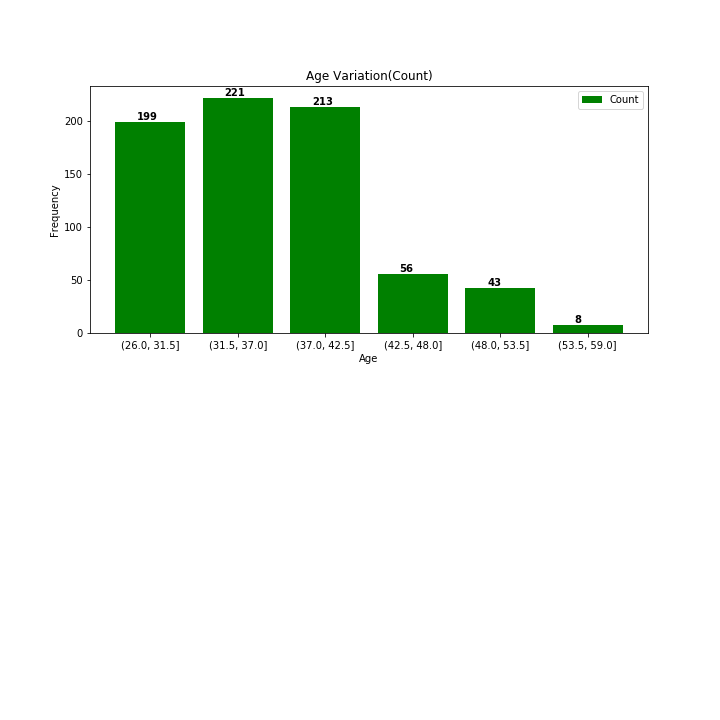 Age Variation(Count)
Count
Frequency
200
150
100
50
0
199
221
213
56
43
8
(26.0, 31.5] (31.5, 37.0] (37.0, 42.5] (42.5, 48.0] (48.0, 53.5] (53.5, 59.0]
Age